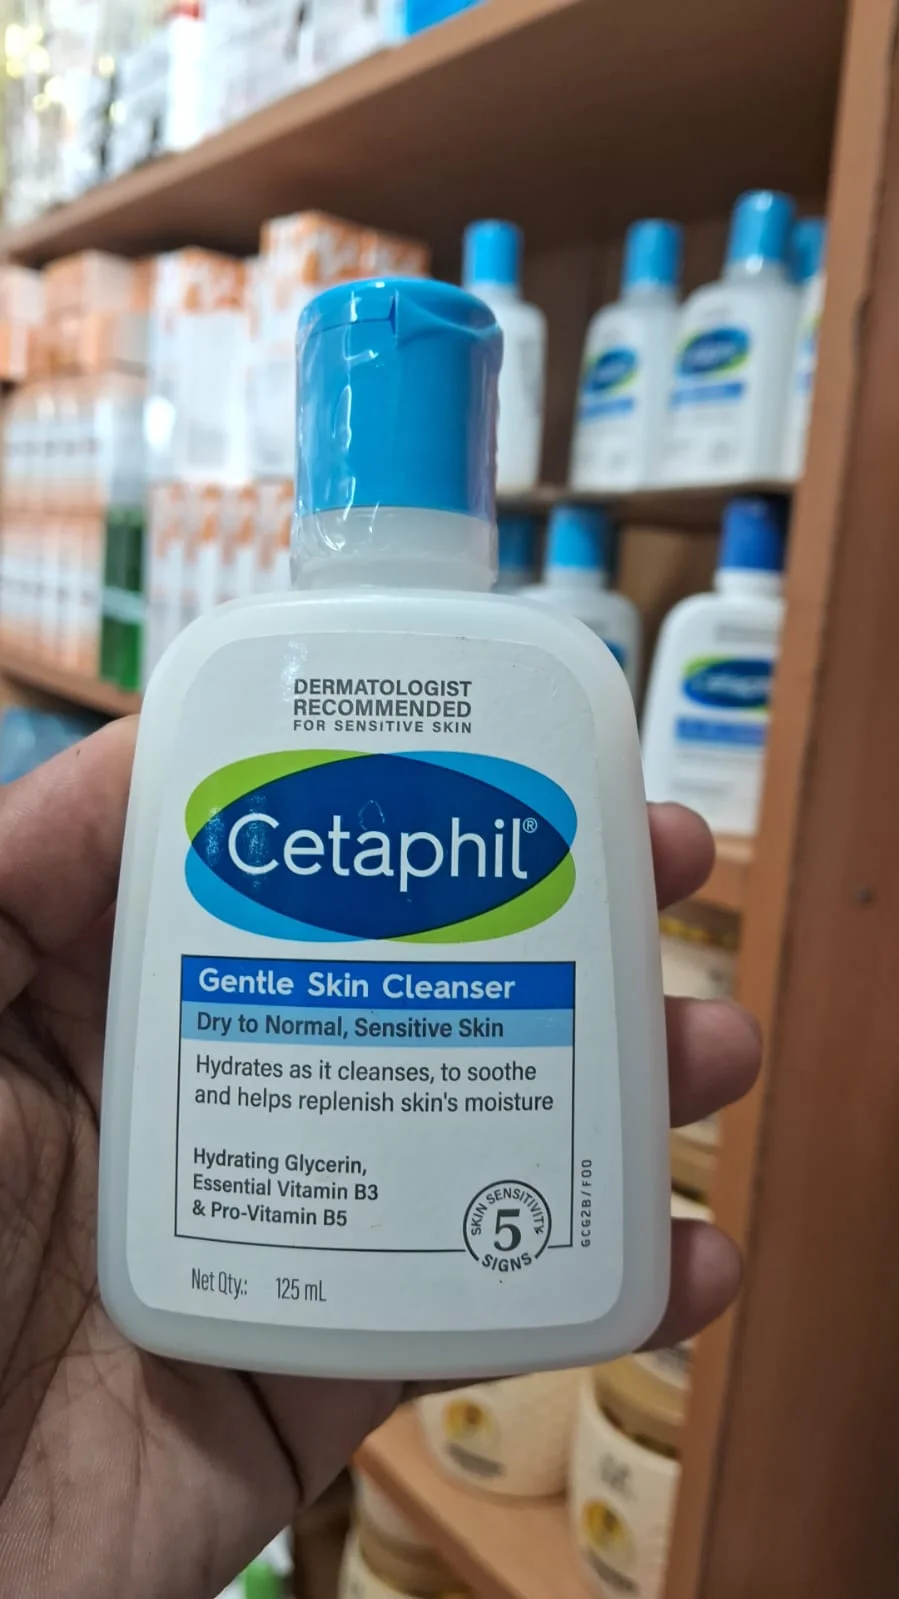 DERMATOLOGIST
RECOMMENDED
FOR SENSITIVE SKIN
Cetaphil®
Gentle Skin Cleanser
Dry to Normal, Sensitive Skin
Hydrates as it cleanses, to soothe
and helps replenish skin's moisture
Hydrating Glycerin,
Essential Vitamin B3
& Pro-Vitamin B5
SKIN SENSITIVITY
5
SIGNS
GCG2B/F00
Net Qty.: 125 mL
Cetaphil